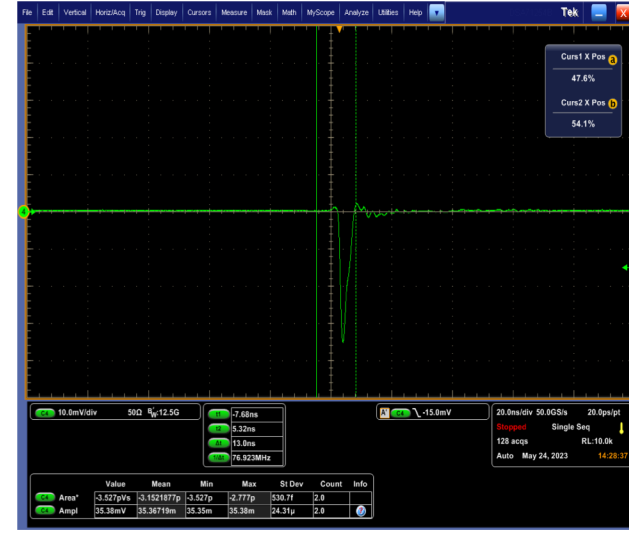 File Edit Vertical Horiz/Acq Trig Display Cursors Measure Mask Math MyScope Analyze Utilities Help Tek X
Curs1 X Pos a
47.6%
Curs2 X Pos b
54.1%
4
C4 10.0mV/div 50Ω BW:12.5G
t1 -7.68ns
t2 5.32ns
Δt 13.0ns
1/Δt 76.923MHz
A' C4 -15.0mV
20.0ns/div 50.0GS/s 20.0ps/pt
Stopped Single Seq
128 acqs RL:10.0k
Auto May 24, 2023 14:28:37
Value Mean Min Max St Dev Count Info
C4 Area* -3.527pVs -3.1521877p -3.527p -2.777p 530.7f 2.0
C4 Ampl 35.38mV 35.36719m 35.35m 35.38m 24.31µ 2.0